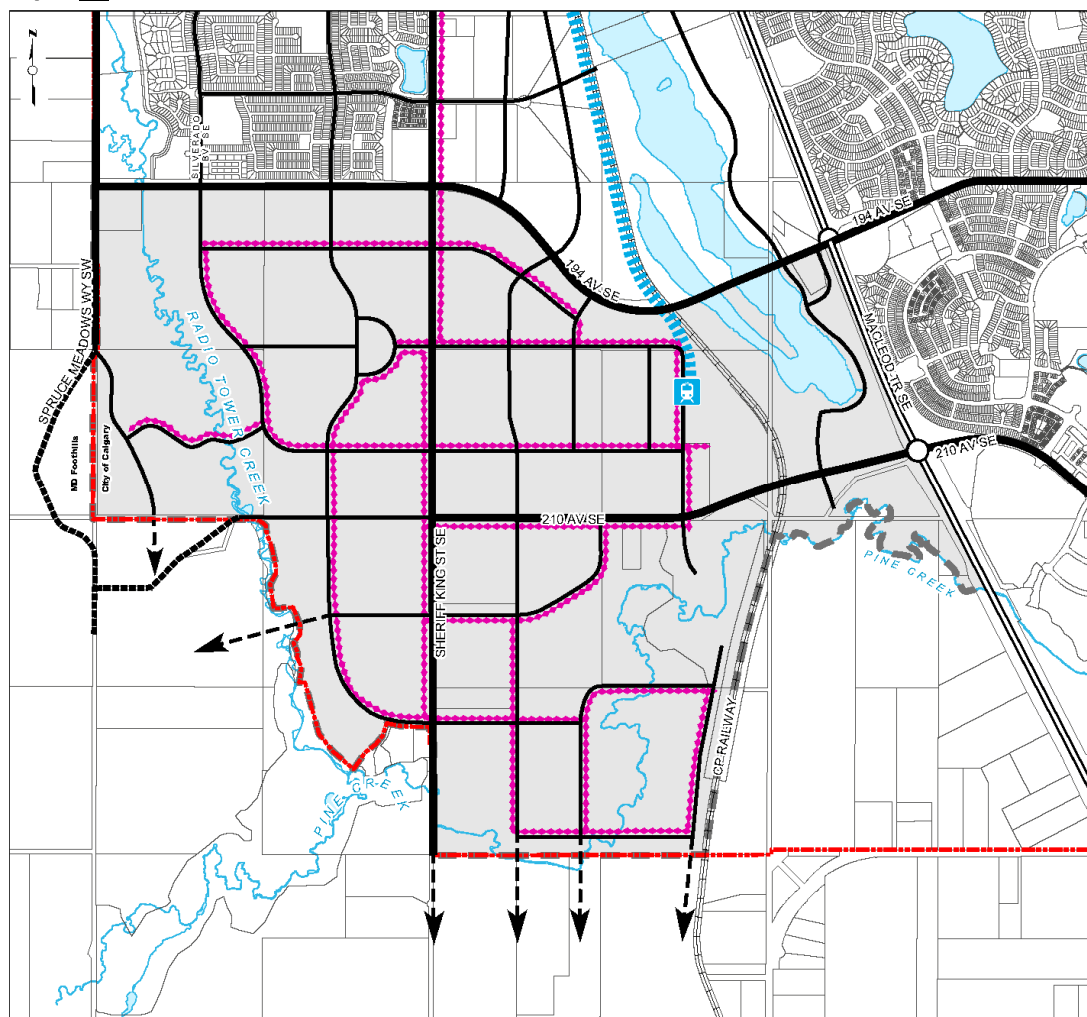 N
SILVERADO
BV SE
194 AV SE
194 AV SE
SPRUCE MEADOWS WY SW
RADIO TOWER CREEK
MACLEOD TR SE
MD Foothills
City of Calgary
210 AV SE
210 AV SE
PINE CREEK
SHERIFF KING ST SE
CP RAILWAY
PINE CREEK